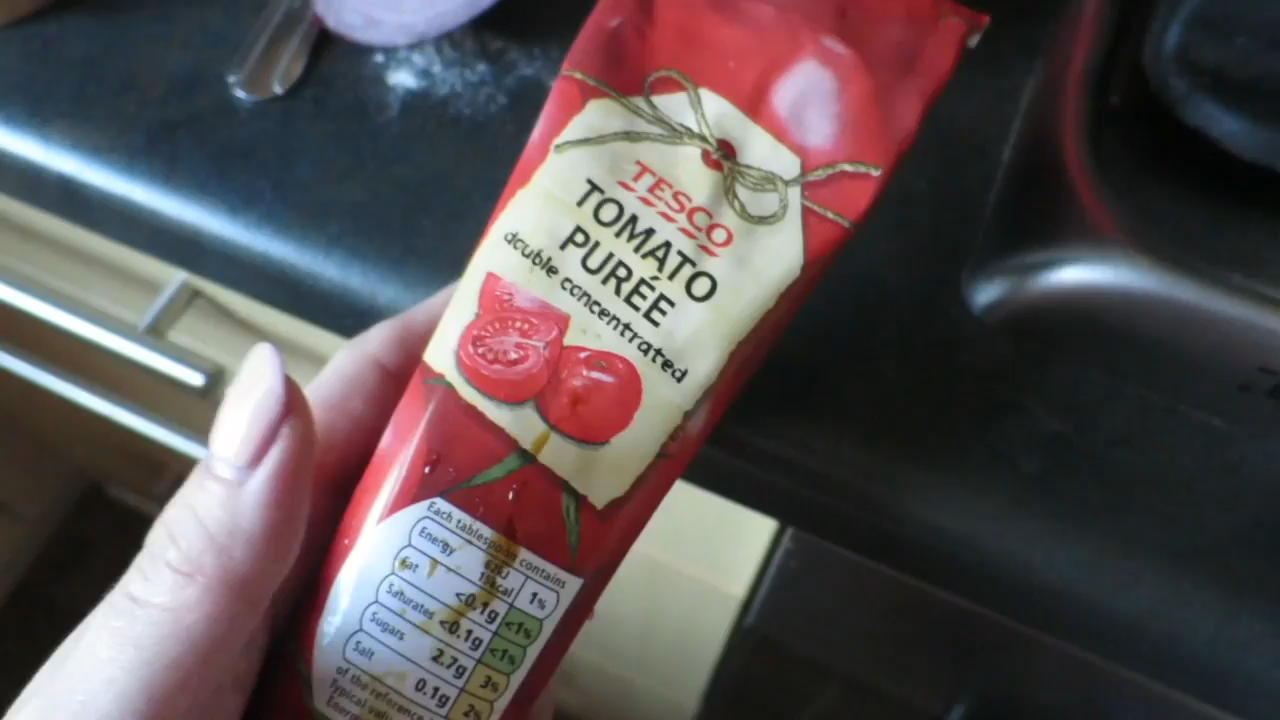 TESCO
TOMATO
PURÉE
double concentrated
Each tablespoon contains
Energy
1%
Fat
<0.1g
<1%
Saturates
<0.1g
<1%
Sugars
2.7g
3%
Salt
0.1g
2%
of the reference
Typical